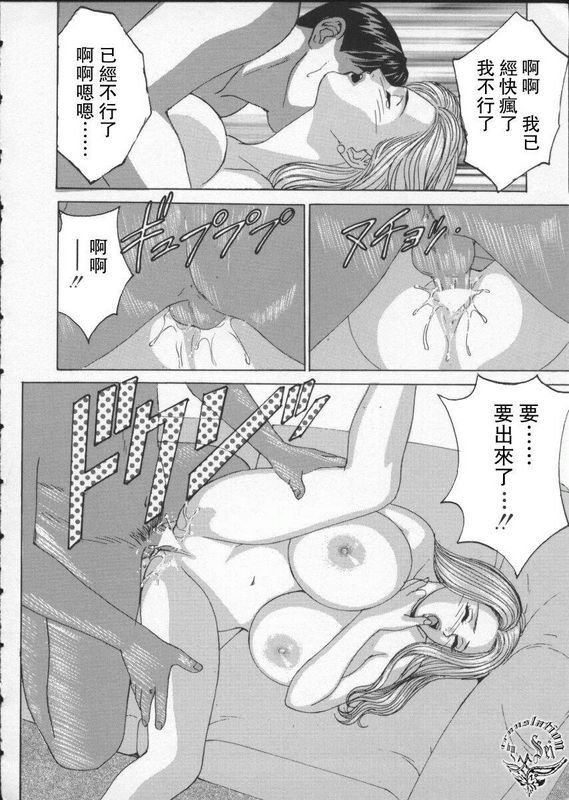 啊啊 我已
經快瘋了
我不行了
已經不行了
啊啊嗯嗯……
ヌチョッ
ギュプププ
啊啊
——!!
要……
要出來了…!!
ドクンッ
translation